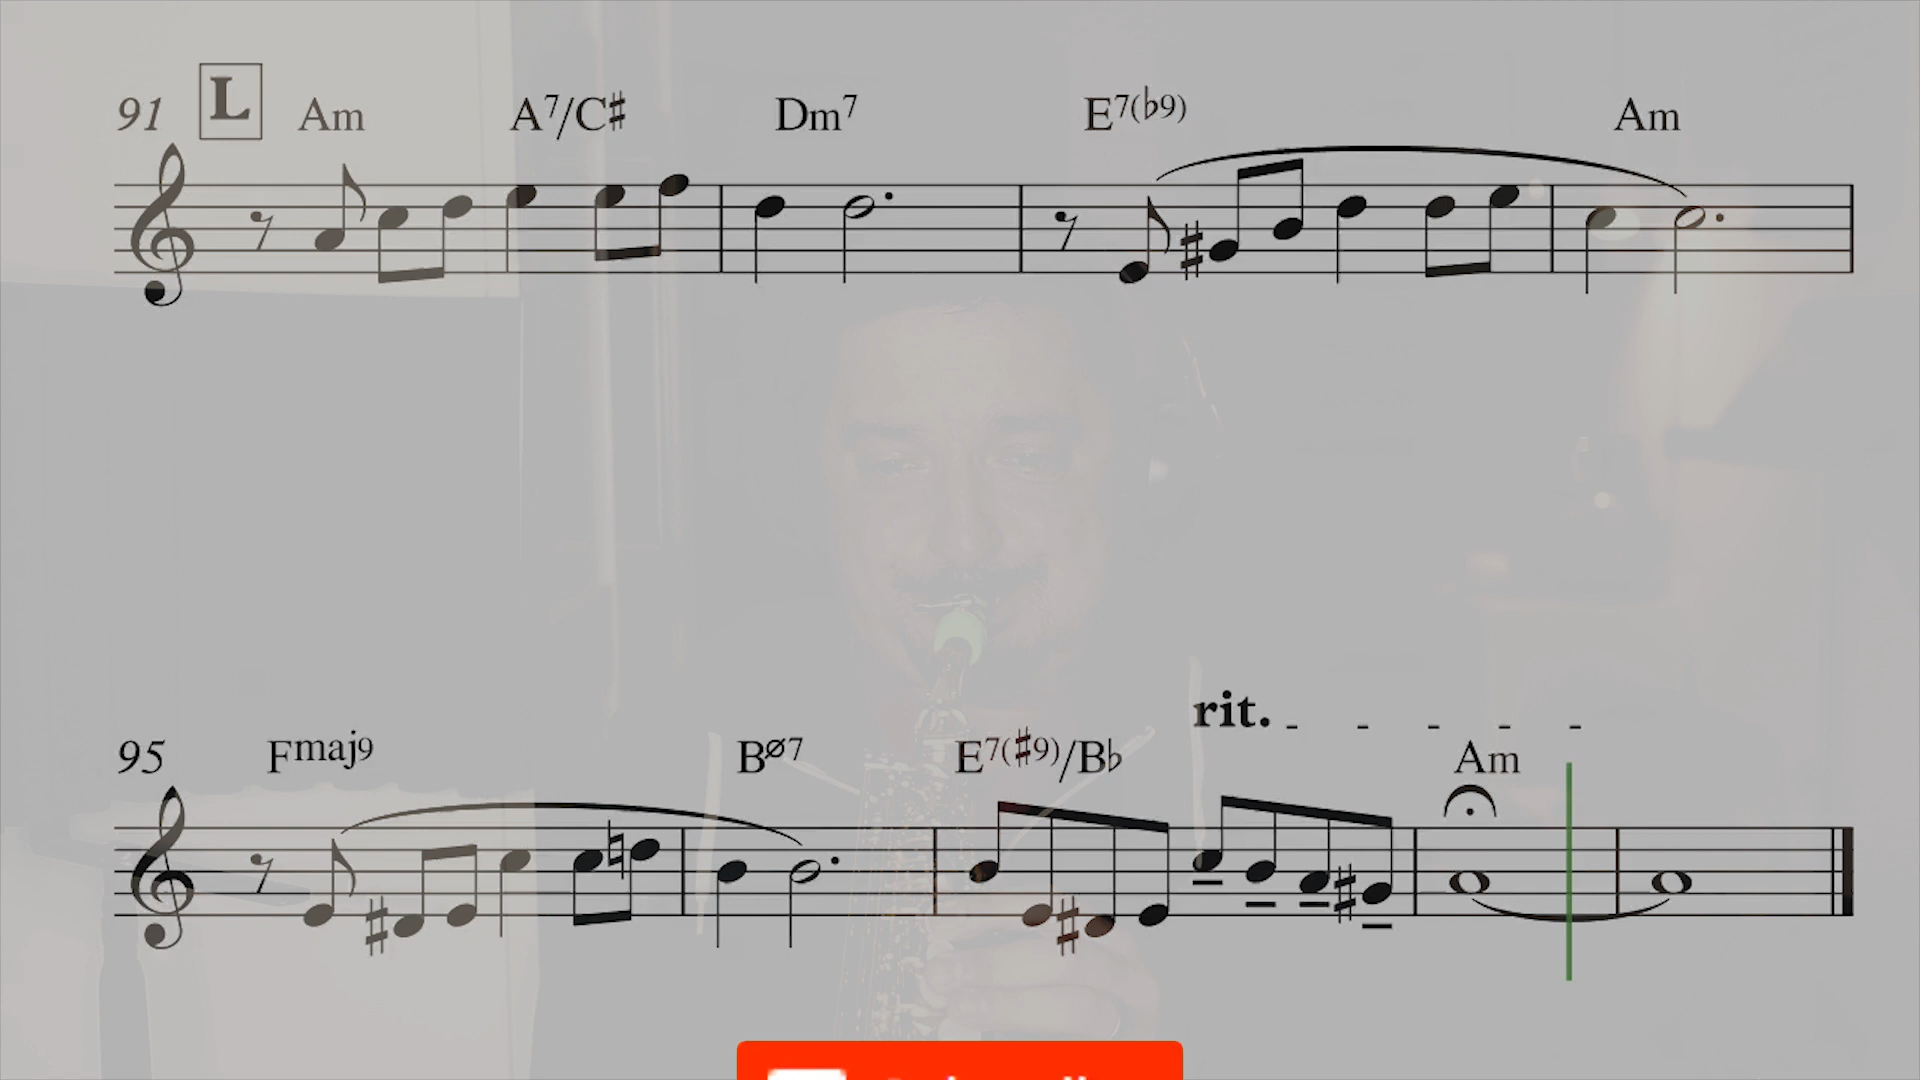 91 L Am A7/C♯ Dm7 E7(♭9) Am
rit.
95 Fmaj9 Bø7 E7(♯9)/B♭ Am